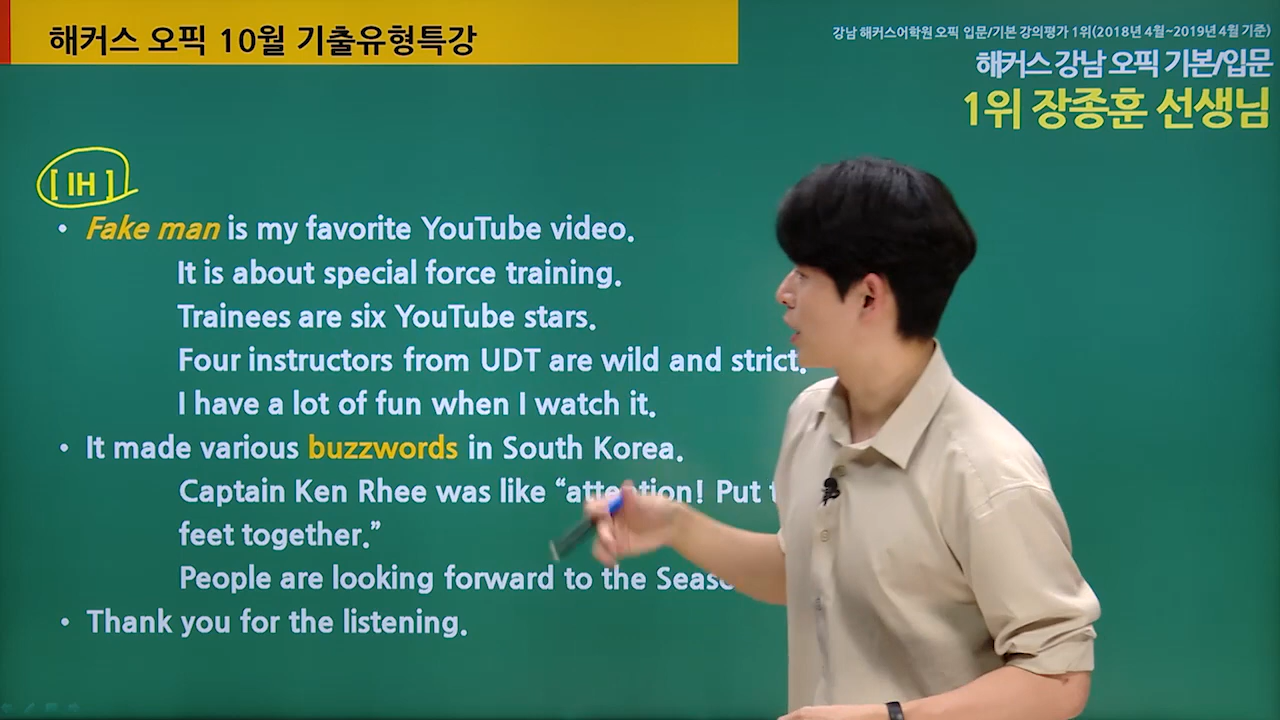 해커스 오픽 10월 기출유형특강
강남 해커스어학원 오픽 입문/기본 강의평가 1위(2018년 4월~2019년 4월 기준)
해커스 강남 오픽 기본/입문
1위 장종훈 선생님
[ IH ]
• Fake man is my favorite YouTube video.
It is about special force training.
Trainees are six YouTube stars.
Four instructors from UDT are wild and strict.
I have a lot of fun when I watch it.
• It made various buzzwords in South Korea.
Captain Ken Rhee was like “attention! Put
feet together.”
People are looking forward to the
• Thank you for the listening.